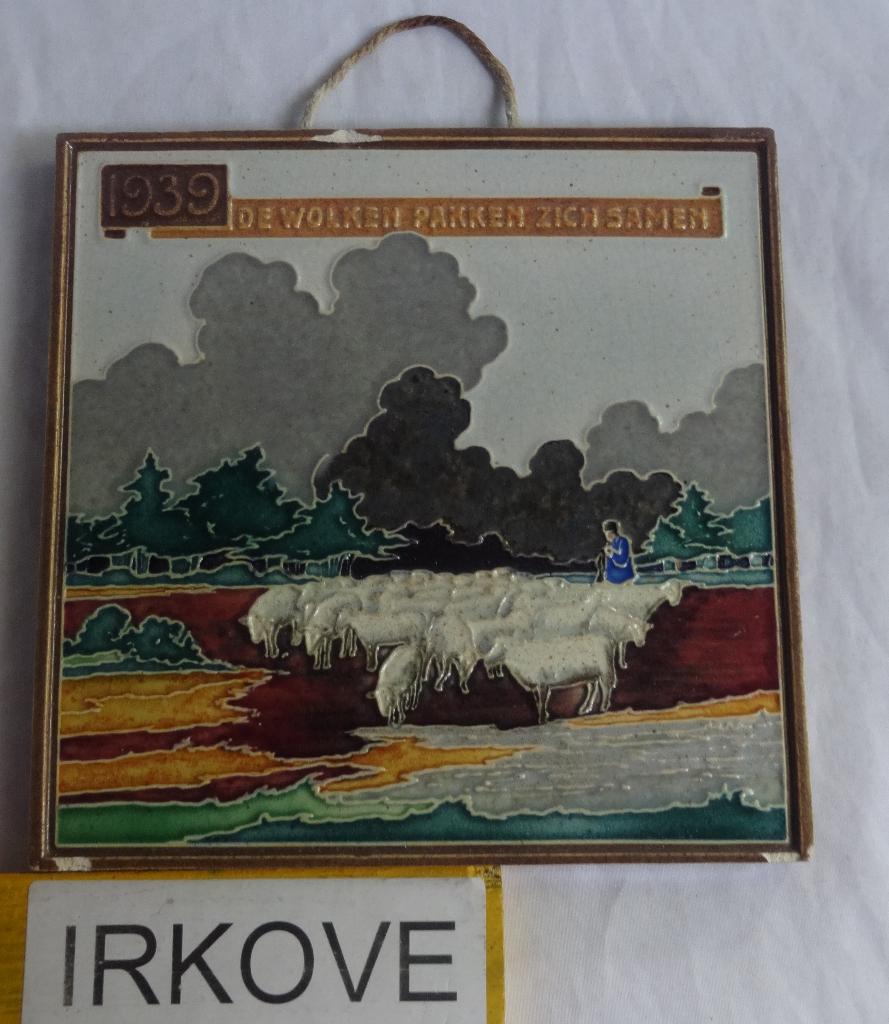 1939
DE WOLKEN PAKKEN ZICH SAMEN
IRKOVE